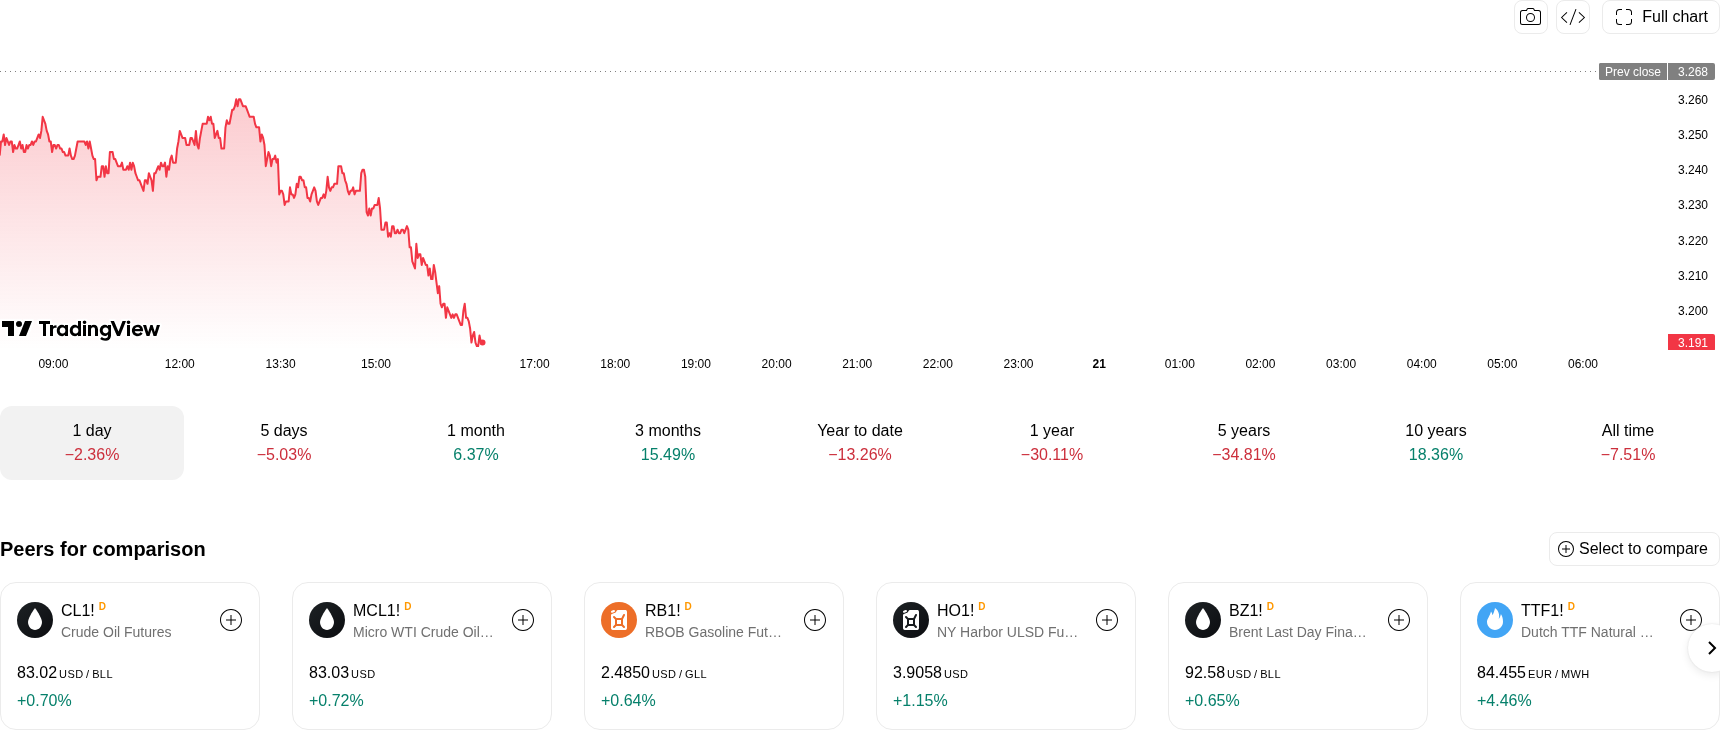 Full chart
Prev close 3.268
3.260
3.250
3.240
3.230
3.220
3.210
3.200
3.191
TradingView
09:00 12:00 13:30 15:00 17:00 18:00 19:00 20:00 21:00 22:00 23:00 21 01:00 02:00 03:00 04:00 05:00 06:00
1 day 5 days 1 month 3 months Year to date 1 year 5 years 10 years All time
−2.36% −5.03% 6.37% 15.49% −13.26% −30.11% −34.81% 18.36% −7.51%
Peers for comparison
Select to compare
CL1! D
Crude Oil Futures
83.02 USD / BLL
+0.70%
MCL1! D
Micro WTI Crude Oil…
83.03 USD
+0.72%
RB1! D
RBOB Gasoline Fut…
2.4850 USD / GLL
+0.64%
HO1! D
NY Harbor ULSD Fu…
3.9058 USD
+1.15%
BZ1! D
Brent Last Day Fina…
92.58 USD / BLL
+0.65%
TTF1! D
Dutch TTF Natural …
84.455 EUR / MWH
+4.46%